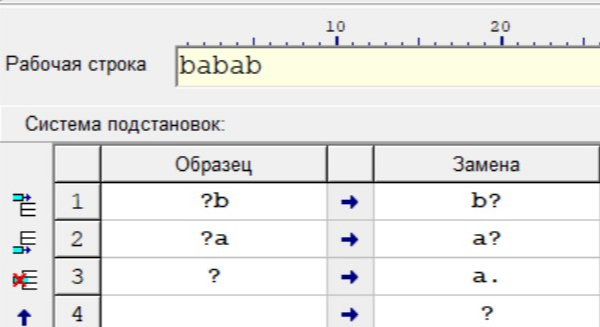 10 20
Рабочая строка babab
Система подстановок:
Образец Замена
1 ?b → b?
2 ?a → a?
3 ? → a.
4 → ?